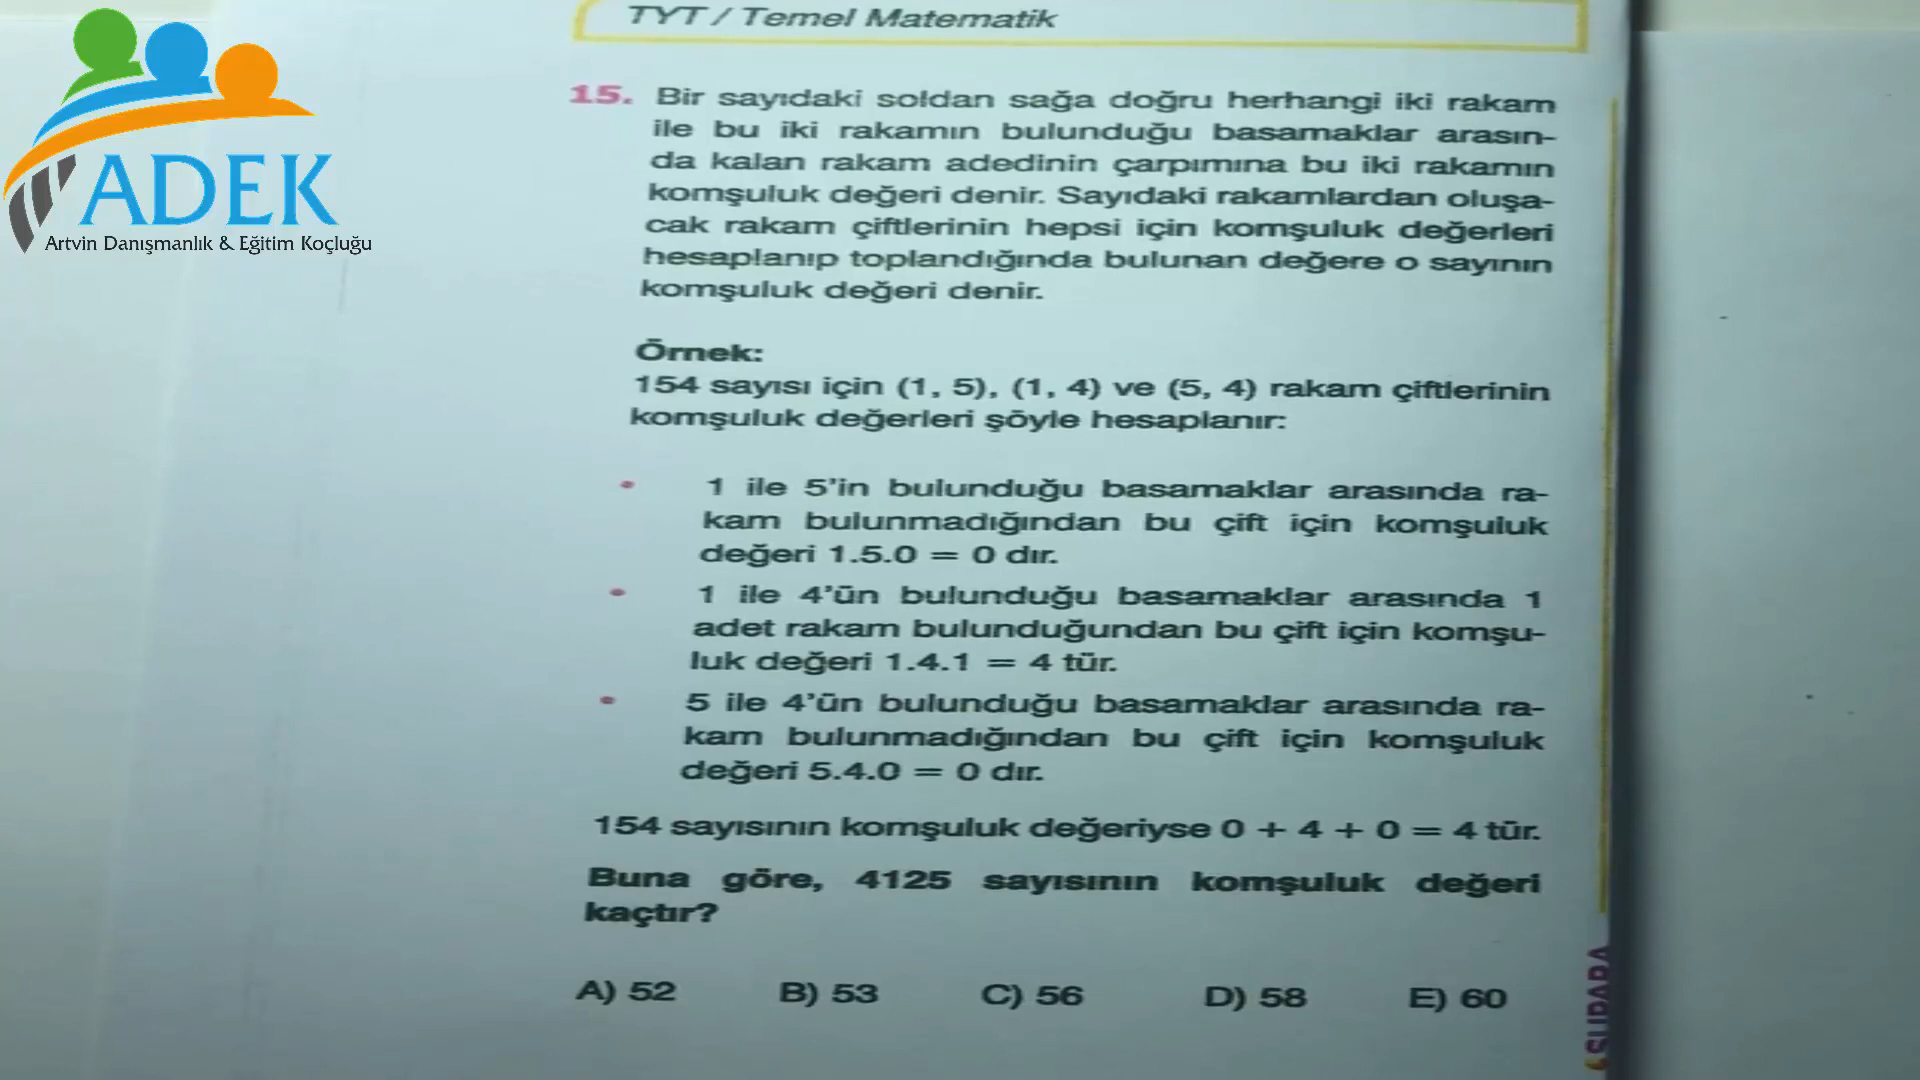 ADEK
Artvin Danışmanlık & Eğitim Koçluğu
TYT / Temel Matematik
15. Bir sayıdaki soldan sağa doğru herhangi iki rakam
ile bu iki rakamın bulunduğu basamaklar arasın-
da kalan rakam adedinin çarpımına bu iki rakamın
komşuluk değeri denir. Sayıdaki rakamlardan oluşa-
cak rakam çiftlerinin hepsi için komşuluk değerleri
hesaplanıp toplandığında bulunan değere o sayının
komşuluk değeri denir.
Örnek:
154 sayısı için (1, 5), (1, 4) ve (5, 4) rakam çiftlerinin
komşuluk değerleri şöyle hesaplanır:
• 1 ile 5'in bulunduğu basamaklar arasında ra-
kam bulunmadığından bu çift için komşuluk
değeri 1.5.0 = 0 dır.
• 1 ile 4'ün bulunduğu basamaklar arasında 1
adet rakam bulunduğundan bu çift için komşu-
luk değeri 1.4.1 = 4 tür.
• 5 ile 4'ün bulunduğu basamaklar arasında ra-
kam bulunmadığından bu çift için komşuluk
değeri 5.4.0 = 0 dır.
154 sayısının komşuluk değeriyse 0 + 4 + 0 = 4 tür.
Buna göre, 4125 sayısının komşuluk değeri
kaçtır?
A) 52 B) 53 C) 56 D) 58 E) 60
SUPARA